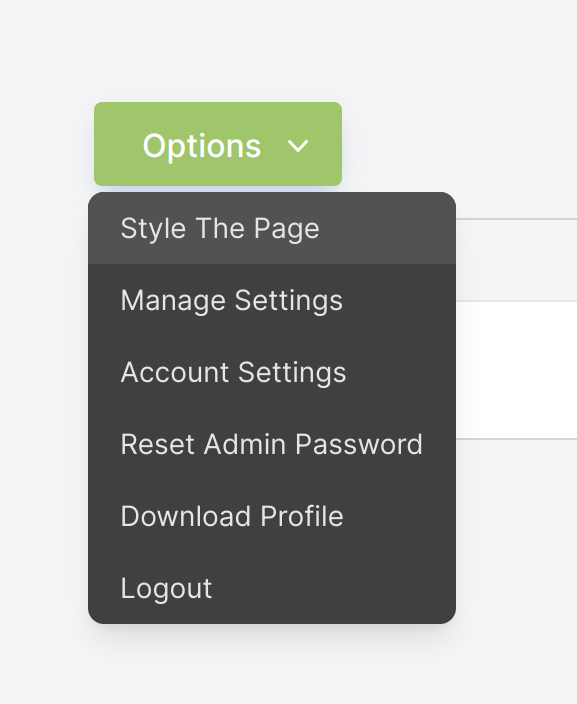 Options
Style The Page
Manage Settings
Account Settings
Reset Admin Password
Download Profile
Logout